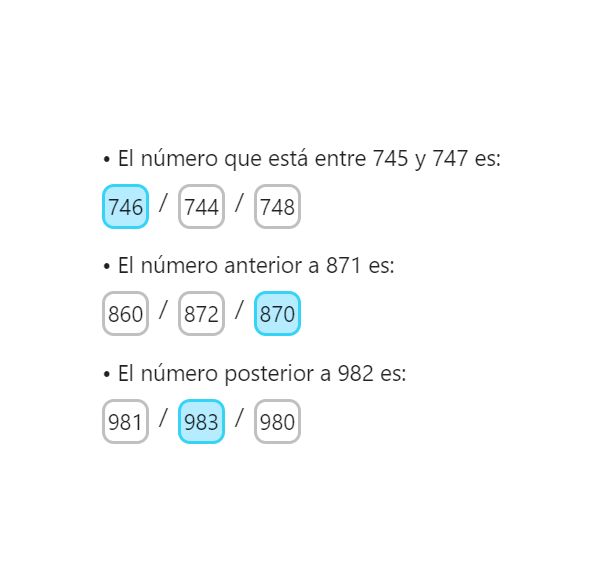 • El número que está entre 745 y 747 es:
746 / 744 / 748
• El número anterior a 871 es:
860 / 872 / 870
• El número posterior a 982 es:
981 / 983 / 980